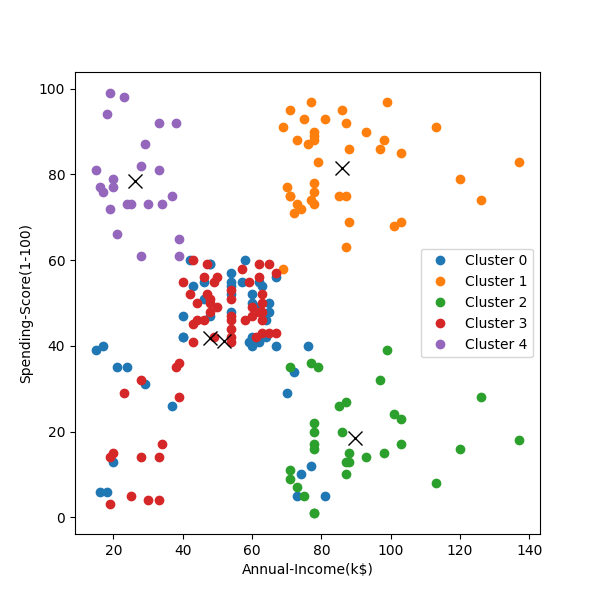 100
80
60
40
20
0
Spending-Score(1-100)
Cluster 0
Cluster 1
Cluster 2
Cluster 3
Cluster 4
20 40 60 80 100 120 140
Annual-Income(k$)